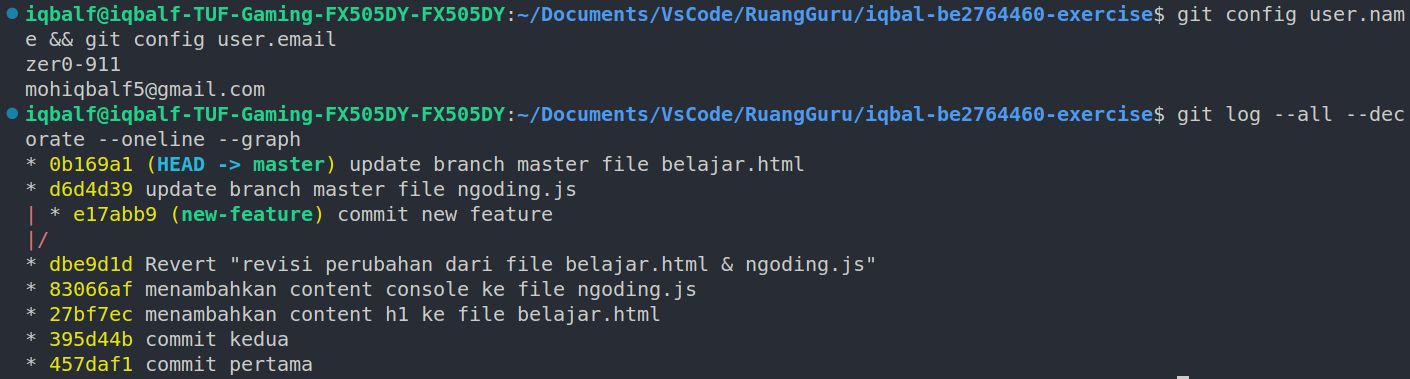 iqbalf@iqbalf-TUF-Gaming-FX505DY-FX505DY:~/Documents/VsCode/RuangGuru/iqbal-be2764460-exercise$ git config user.nam
e && git config user.email
zer0-911
mohiqbalf5@gmail.com
iqbalf@iqbalf-TUF-Gaming-FX505DY-FX505DY:~/Documents/VsCode/RuangGuru/iqbal-be2764460-exercise$ git log --all --dec
orate --oneline --graph
* 0b169a1 (HEAD -> master) update branch master file belajar.html
* d6d4d39 update branch master file ngoding.js
| * e17abb9 (new-feature) commit new feature
|/
* dbe9d1d Revert "revisi perubahan dari file belajar.html & ngoding.js"
* 83066af menambahkan content console ke file ngoding.js
* 27bf7ec menambahkan content h1 ke file belajar.html
* 395d44b commit kedua
* 457daf1 commit pertama